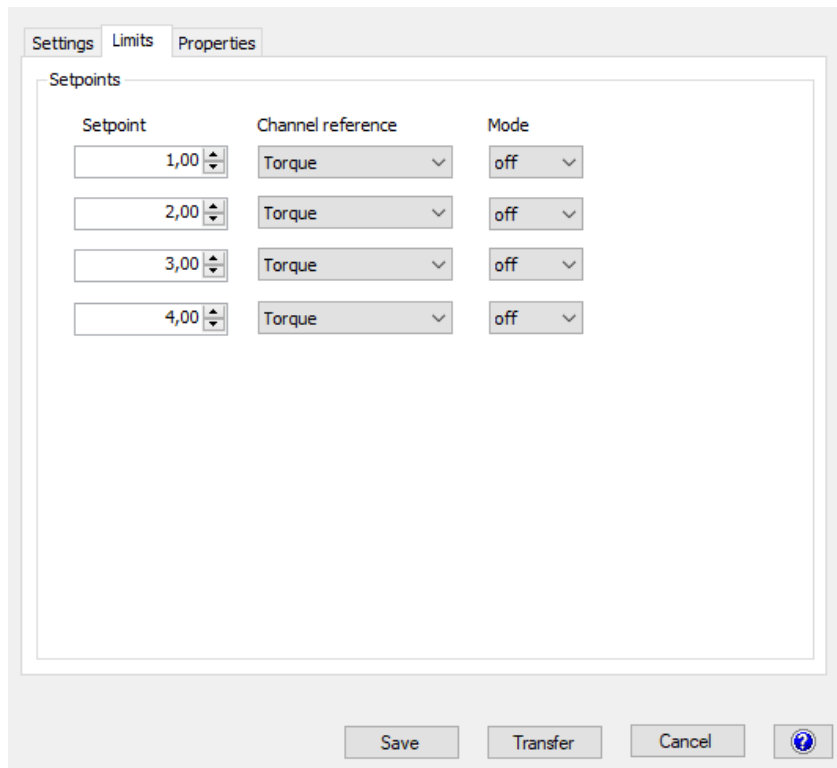 Settings Limits Properties
Setpoints
Setpoint Channel reference Mode
1,00 Torque off
2,00 Torque off
3,00 Torque off
4,00 Torque off
Save Transfer Cancel ?